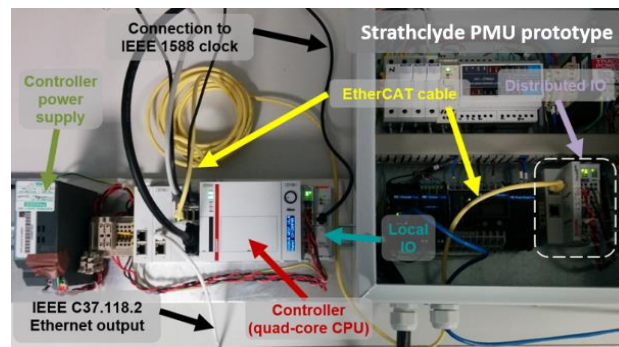 Connection to
IEEE 1588 clock
Strathclyde PMU prototype
Controller
power
supply
EtherCAT cable
Distributed IO
Local
IO
IEEE C37.118.2
Ethernet output
Controller
(quad-core CPU)